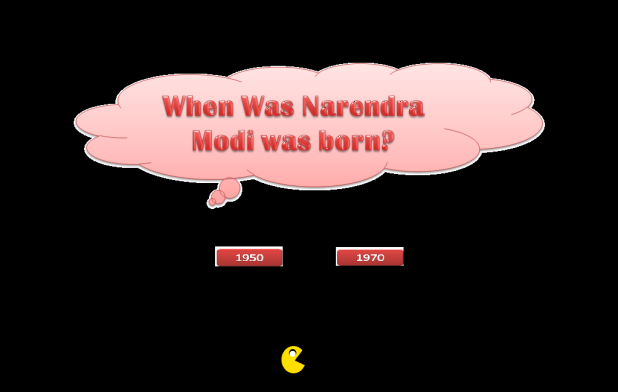 When Was Narendra
Modi was born?
1950
1970